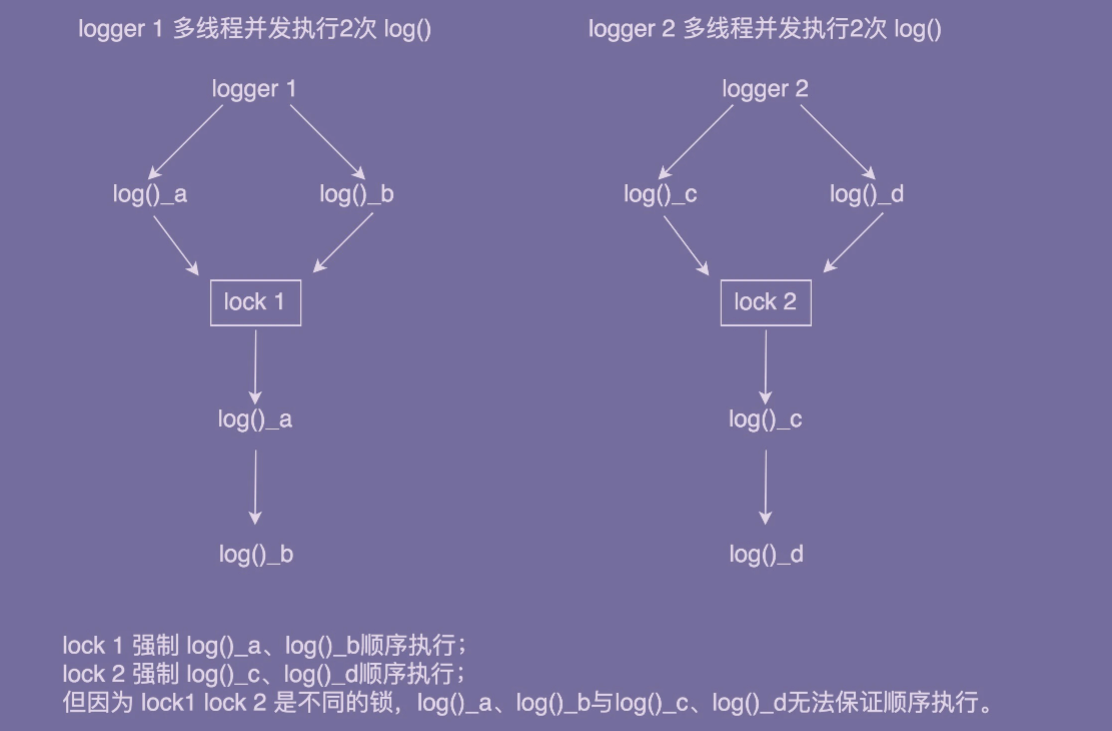 logger 1 多线程并发执行2次 log()
logger 2 多线程并发执行2次 log()
logger 1
logger 2
log()_a
log()_b
log()_c
log()_d
lock 1
lock 2
log()_a
log()_c
log()_b
log()_d
lock 1 强制 log()_a、log()_b顺序执行；
lock 2 强制 log()_c、log()_d顺序执行；
但因为 lock1 lock 2 是不同的锁，log()_a、log()_b与log()_c、log()_d无法保证顺序执行。